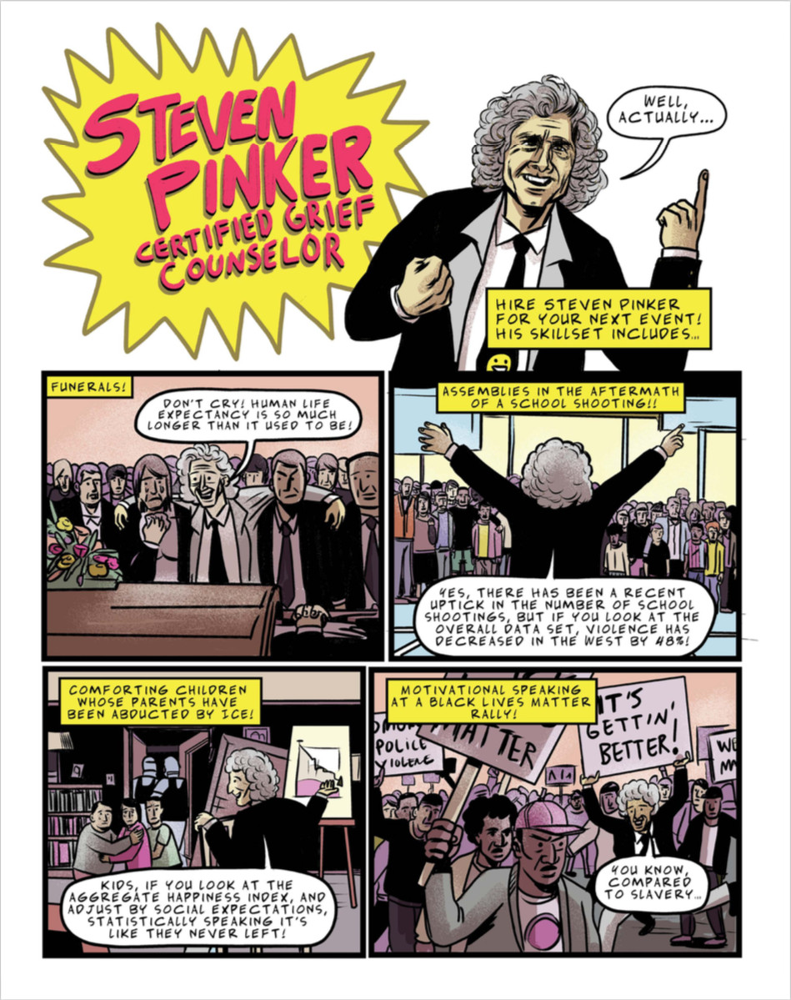 STEVEN
PINKER
CERTIFIED GRIEF
COUNSELOR
WELL,
ACTUALLY...
HIRE STEVEN PINKER
FOR YOUR NEXT EVENT!
HIS SKILLSET INCLUDES...
FUNERALS!
DON'T CRY! HUMAN LIFE
EXPECTANCY IS SO MUCH
LONGER THAN IT USED TO BE!
ASSEMBLIES IN THE AFTERMATH
OF A SCHOOL SHOOTING!!
YES, THERE HAS BEEN A RECENT
UPTICK IN THE NUMBER OF SCHOOL
SHOOTINGS, BUT IF YOU LOOK AT THE
OVERALL DATA SET, VIOLENCE HAS
DECREASED IN THE WEST BY 48%!
COMFORTING CHILDREN
WHOSE PARENTS HAVE
BEEN ABDUCTED BY ICE!
KIDS, IF YOU LOOK AT THE
AGGREGATE HAPPINESS INDEX, AND
ADJUST BY SOCIAL EXPECTATIONS,
STATISTICALLY SPEAKING IT'S
LIKE THEY NEVER LEFT!
MOTIVATIONAL SPEAKING
AT A BLACK LIVES MATTER
RALLY!
POLICE
VIOLENCE
MATTER
IT'S
GETTIN'
BETTER!
WE
YOU KNOW,
COMPARED
TO SLAVERY...